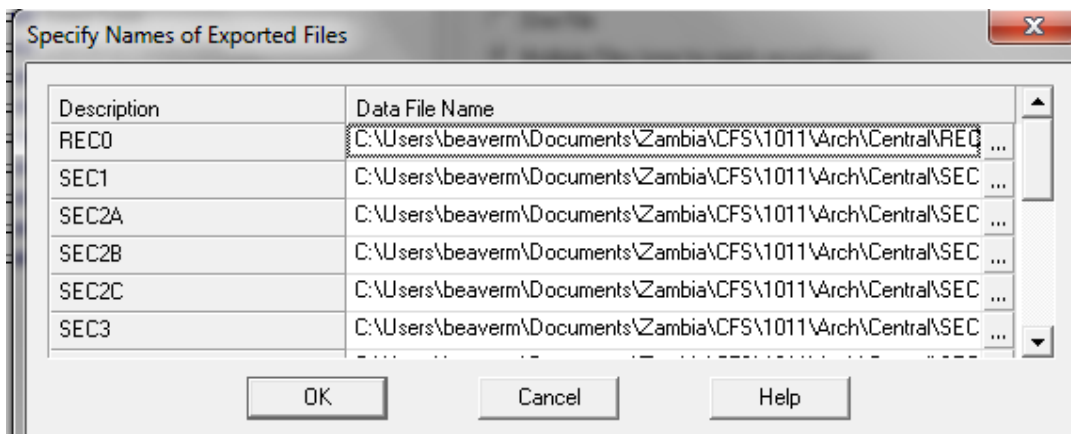 Specify Names of Exported Files
Description Data File Name
REC0 C:\Users\beaverm\Documents\Zambia\CFS\1011\Arch\Central\REC ...
SEC1 C:\Users\beaverm\Documents\Zambia\CFS\1011\Arch\Central\SEC ...
SEC2A C:\Users\beaverm\Documents\Zambia\CFS\1011\Arch\Central\SEC ...
SEC2B C:\Users\beaverm\Documents\Zambia\CFS\1011\Arch\Central\SEC ...
SEC2C C:\Users\beaverm\Documents\Zambia\CFS\1011\Arch\Central\SEC ...
SEC3 C:\Users\beaverm\Documents\Zambia\CFS\1011\Arch\Central\SEC ...
OK Cancel Help